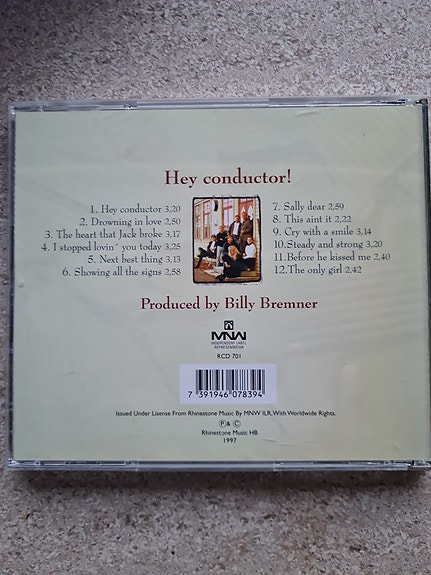 Hey conductor!
1. Hey conductor 3,20
2. Drowning in love 2,50
3. The heart that Jack broke 3,17
4. I stopped lovin´ you today 3,25
5. Next best thing 3,13
6. Showing all the signs 2,58
7. Sally dear 2,59
8. This aint it 2,22
9. Cry with a smile 3,14
10.Steady and strong 3,20
11.Before he kissed me 2,40
12.The only girl 2,42
Produced by Billy Bremner
MNW
INDEPENDENT LABEL
REPRESENTATION
RCD 701
7 391946 078394
Issued Under Lisense From Rhinestone Music By MNW ILR, With Worldwide Rights.
℗ & ©
Rhinestone Music HB
1997